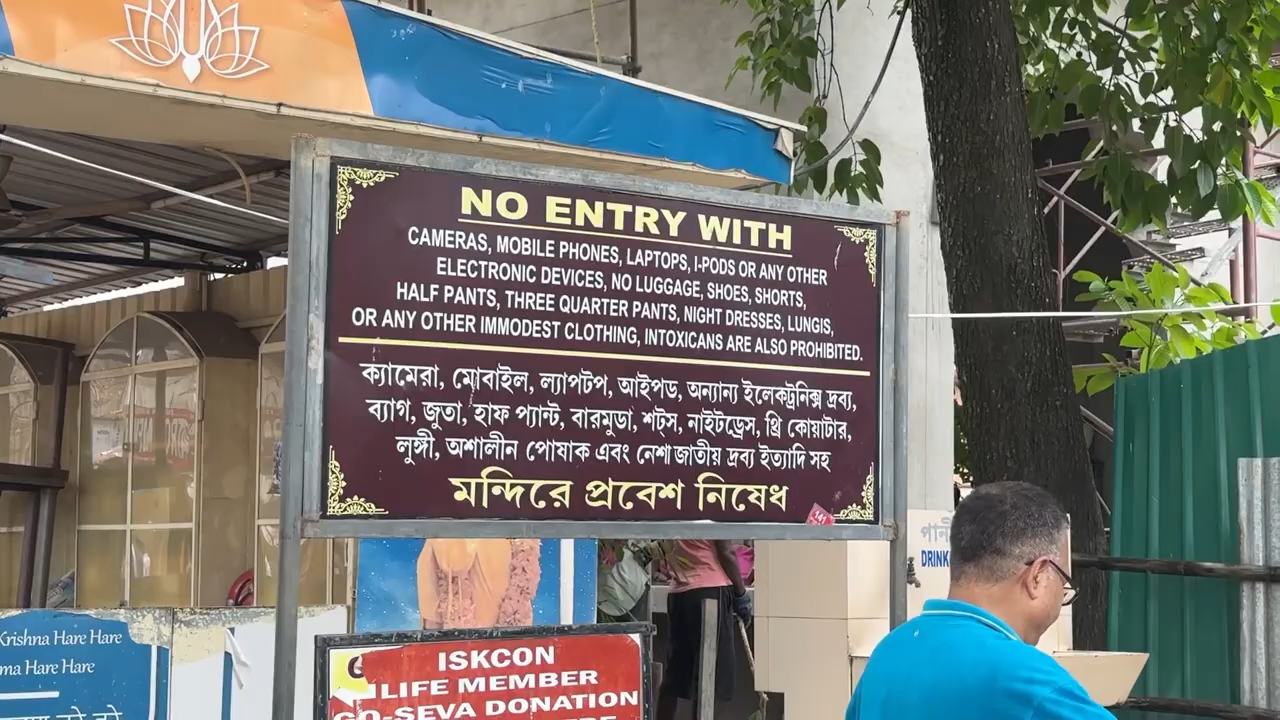 NO ENTRY WITH
CAMERAS, MOBILE PHONES, LAPTOPS, I-PODS OR ANY OTHER
ELECTRONIC DEVICES, NO LUGGAGE, SHOES, SHORTS,
HALF PANTS, THREE QUARTER PANTS, NIGHT DRESSES, LUNGIS,
OR ANY OTHER IMMODEST CLOTHING, INTOXICANS ARE ALSO PROHIBITED.
ক্যামেরা, মোবাইল, ল্যাপটপ, আইপড, অন্যান্য ইলেকট্রনিক্স দ্রব্য,
ব্যাগ, জুতা, হাফ প্যান্ট, বারমুডা, শর্টস, নাইটড্রেস, থ্রি কোয়াটার,
লুঙ্গী, অশালীন পোষাক এবং নেশাজাতীয় দ্রব্য ইত্যাদি সহ
মন্দিরে প্রবেশ নিষেধ
141
পানী
DRINK
Krishna Hare Hare
ma Hare Hare
ISKCON
LIFE MEMBER
GO-SEVA DONATION